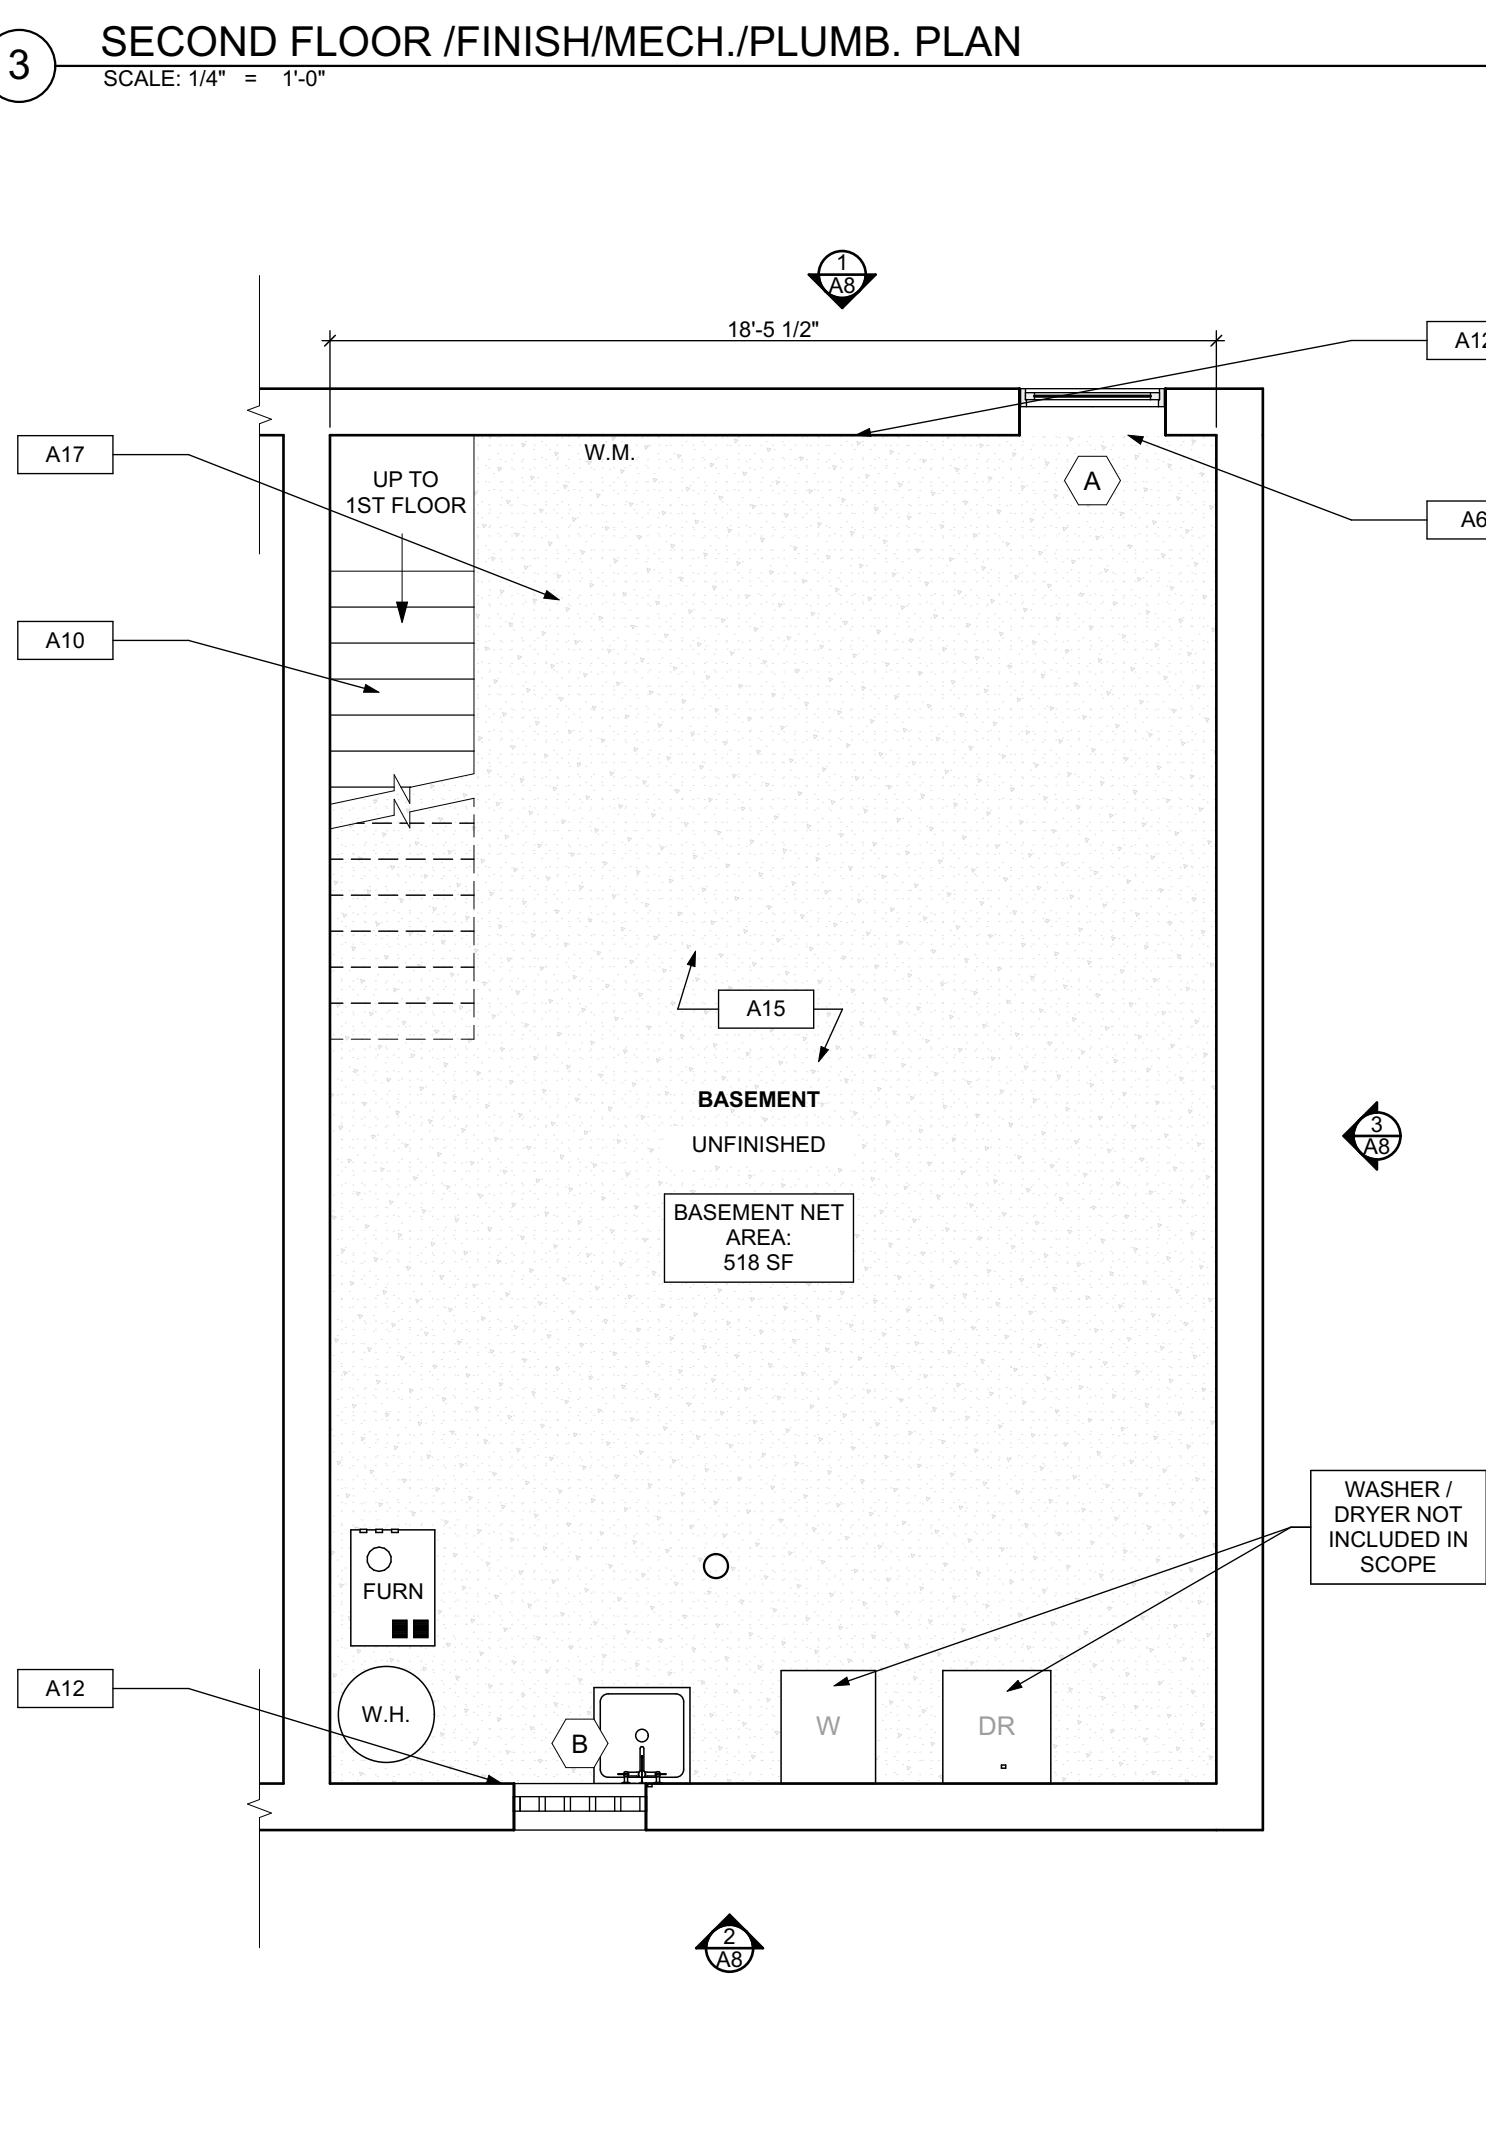 3
SECOND FLOOR /FINISH/MECH./PLUMB. PLAN
SCALE: 1/4" = 1'-0"
1
A8
18'-5 1/2"
A17
W.M.
UP TO
1ST FLOOR
A
A10
A15
BASEMENT
UNFINISHED
3
A8
BASEMENT NET
AREA:
518 SF
WASHER /
DRYER NOT
INCLUDED IN
SCOPE
FURN
A12
W.H.
B
W
DR
2
A8